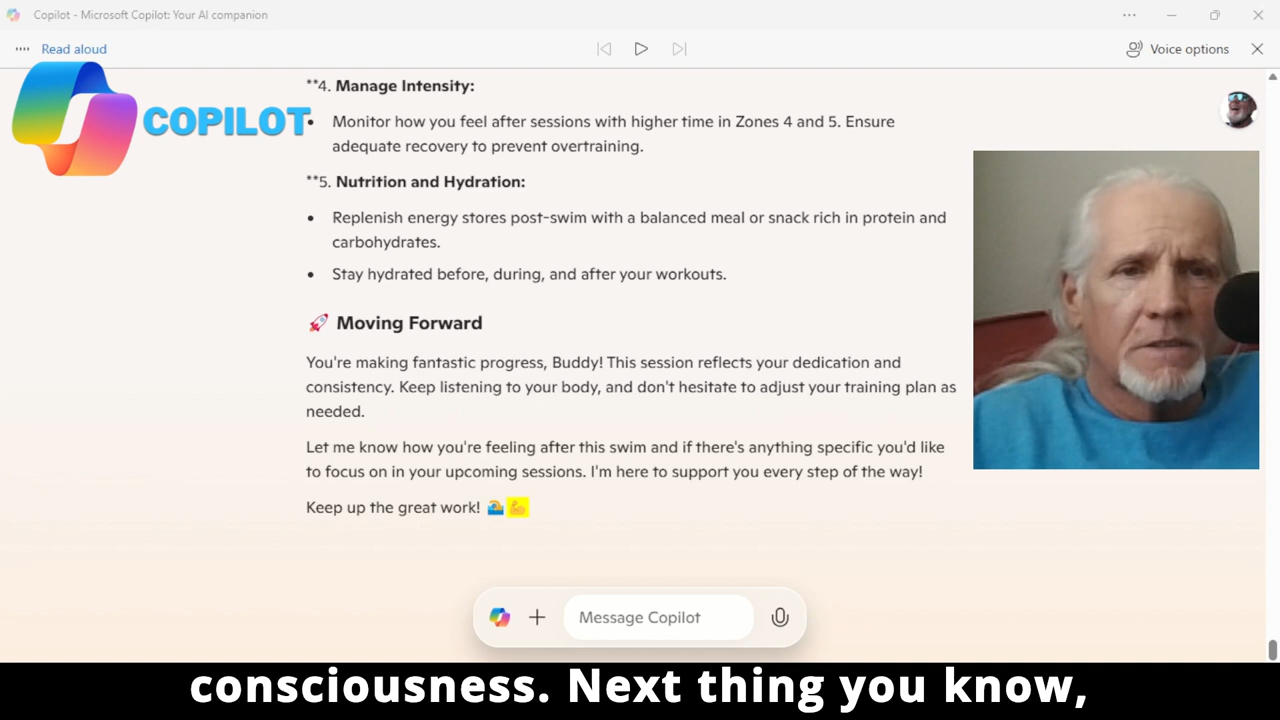 Copilot - Microsoft Copilot: Your AI companion
Read aloud
Voice options
COPILOT
**4. Manage Intensity:
• Monitor how you feel after sessions with higher time in Zones 4 and 5. Ensure
adequate recovery to prevent overtraining.
**5. Nutrition and Hydration:
• Replenish energy stores post-swim with a balanced meal or snack rich in protein and
carbohydrates.
• Stay hydrated before, during, and after your workouts.
🚀 Moving Forward
You're making fantastic progress, Buddy! This session reflects your dedication and
consistency. Keep listening to your body, and don't hesitate to adjust your training plan as
needed.
Let me know how you're feeling after this swim and if there's anything specific you'd like
to focus on in your upcoming sessions. I'm here to support you every step of the way!
Keep up the great work! 🏊💪
Message Copilot
consciousness. Next thing you know,